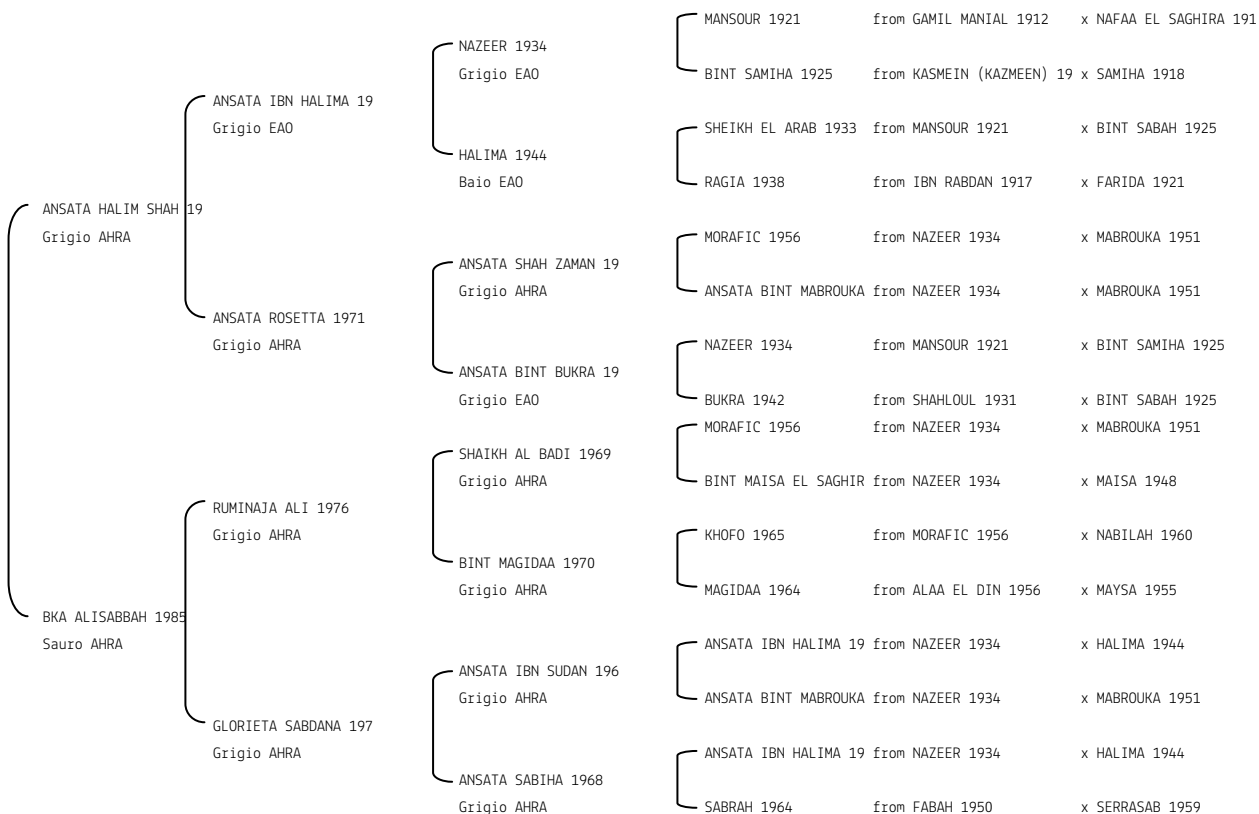 MANSOUR 1921 from GAMIL MANIAL 1912 x NAFAA EL SAGHIRA 191
NAZEER 1934
Grigio EAO
BINT SAMIHA 1925 from KASMEIN (KAZMEEN) 19 x SAMIHA 1918
ANSATA IBN HALIMA 19
Grigio EAO
SHEIKH EL ARAB 1933 from MANSOUR 1921 x BINT SABAH 1925
HALIMA 1944
Baio EAO
RAGIA 1938 from IBN RABDAN 1917 x FARIDA 1921
ANSATA HALIM SHAH 19
Grigio AHRA
MORAFIC 1956 from NAZEER 1934 x MABROUKA 1951
ANSATA SHAH ZAMAN 19
Grigio AHRA
ANSATA BINT MABROUKA from NAZEER 1934 x MABROUKA 1951
ANSATA ROSETTA 1971
Grigio AHRA
NAZEER 1934 from MANSOUR 1921 x BINT SAMIHA 1925
ANSATA BINT BUKRA 19
Grigio EAO
BUKRA 1942 from SHAHLOUL 1931 x BINT SABAH 1925
MORAFIC 1956 from NAZEER 1934 x MABROUKA 1951
SHAIKH AL BADI 1969
Grigio AHRA
BINT MAISA EL SAGHIR from NAZEER 1934 x MAISA 1948
RUMINAJA ALI 1976
Grigio AHRA
KHOFO 1965 from MORAFIC 1956 x NABILAH 1960
BINT MAGIDAA 1970
Grigio AHRA
MAGIDAA 1964 from ALAA EL DIN 1956 x MAYSA 1955
BKA ALISABBAH 1985
Sauro AHRA
ANSATA IBN HALIMA 19 from NAZEER 1934 x HALIMA 1944
ANSATA IBN SUDAN 196
Grigio AHRA
ANSATA BINT MABROUKA from NAZEER 1934 x MABROUKA 1951
GLORIETA SABDANA 197
Grigio AHRA
ANSATA IBN HALIMA 19 from NAZEER 1934 x HALIMA 1944
ANSATA SABIHA 1968
Grigio AHRA
SABRAH 1964 from FABAH 1950 x SERRASAB 1959